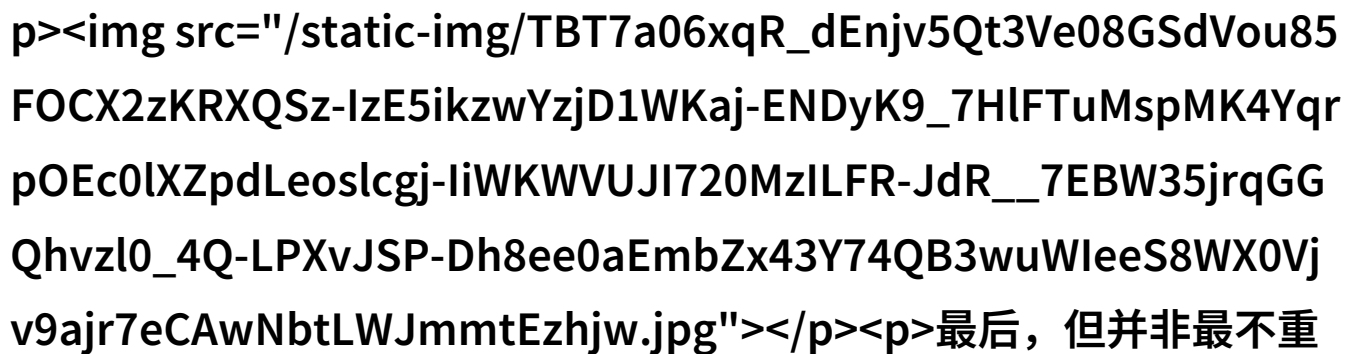 p><img src="/static-img/TBT7a06xqR_dEnjv5Qt3Ve08GSdVou85
FOCX2zKRXQSz-IzE5ikzwYzjD1WKaj-ENDyK9_7HlFTuMspMK4Yqr
pOEc0lXZpdLeoslcgj-IiWKWVUJI720MzILFR-JdR__7EBW35jrqGG
Qhvzl0_4Q-LPXvJSP-Dh8ee0aEmbZx43Y74QB3wuWIeeS8WX0Vj
v9ajr7eCAwNbtLWJmmtEzhjw.jpg"></p><p>最后，但并非最不重